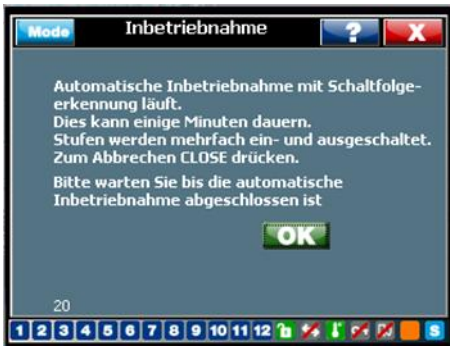 Mode Inbetriebnahme ? X
Automatische Inbetriebnahme mit Schaltfolge-
erkennung läuft.
Dies kann einige Minuten dauern.
Stufen werden mehrfach ein- und ausgeschaltet.
Zum Abbrechen CLOSE drücken.
Bitte warten Sie bis die automatische
Inbetriebnahme abgeschlossen ist
OK
20
1 2 3 4 5 6 7 8 9 10 11 12 S